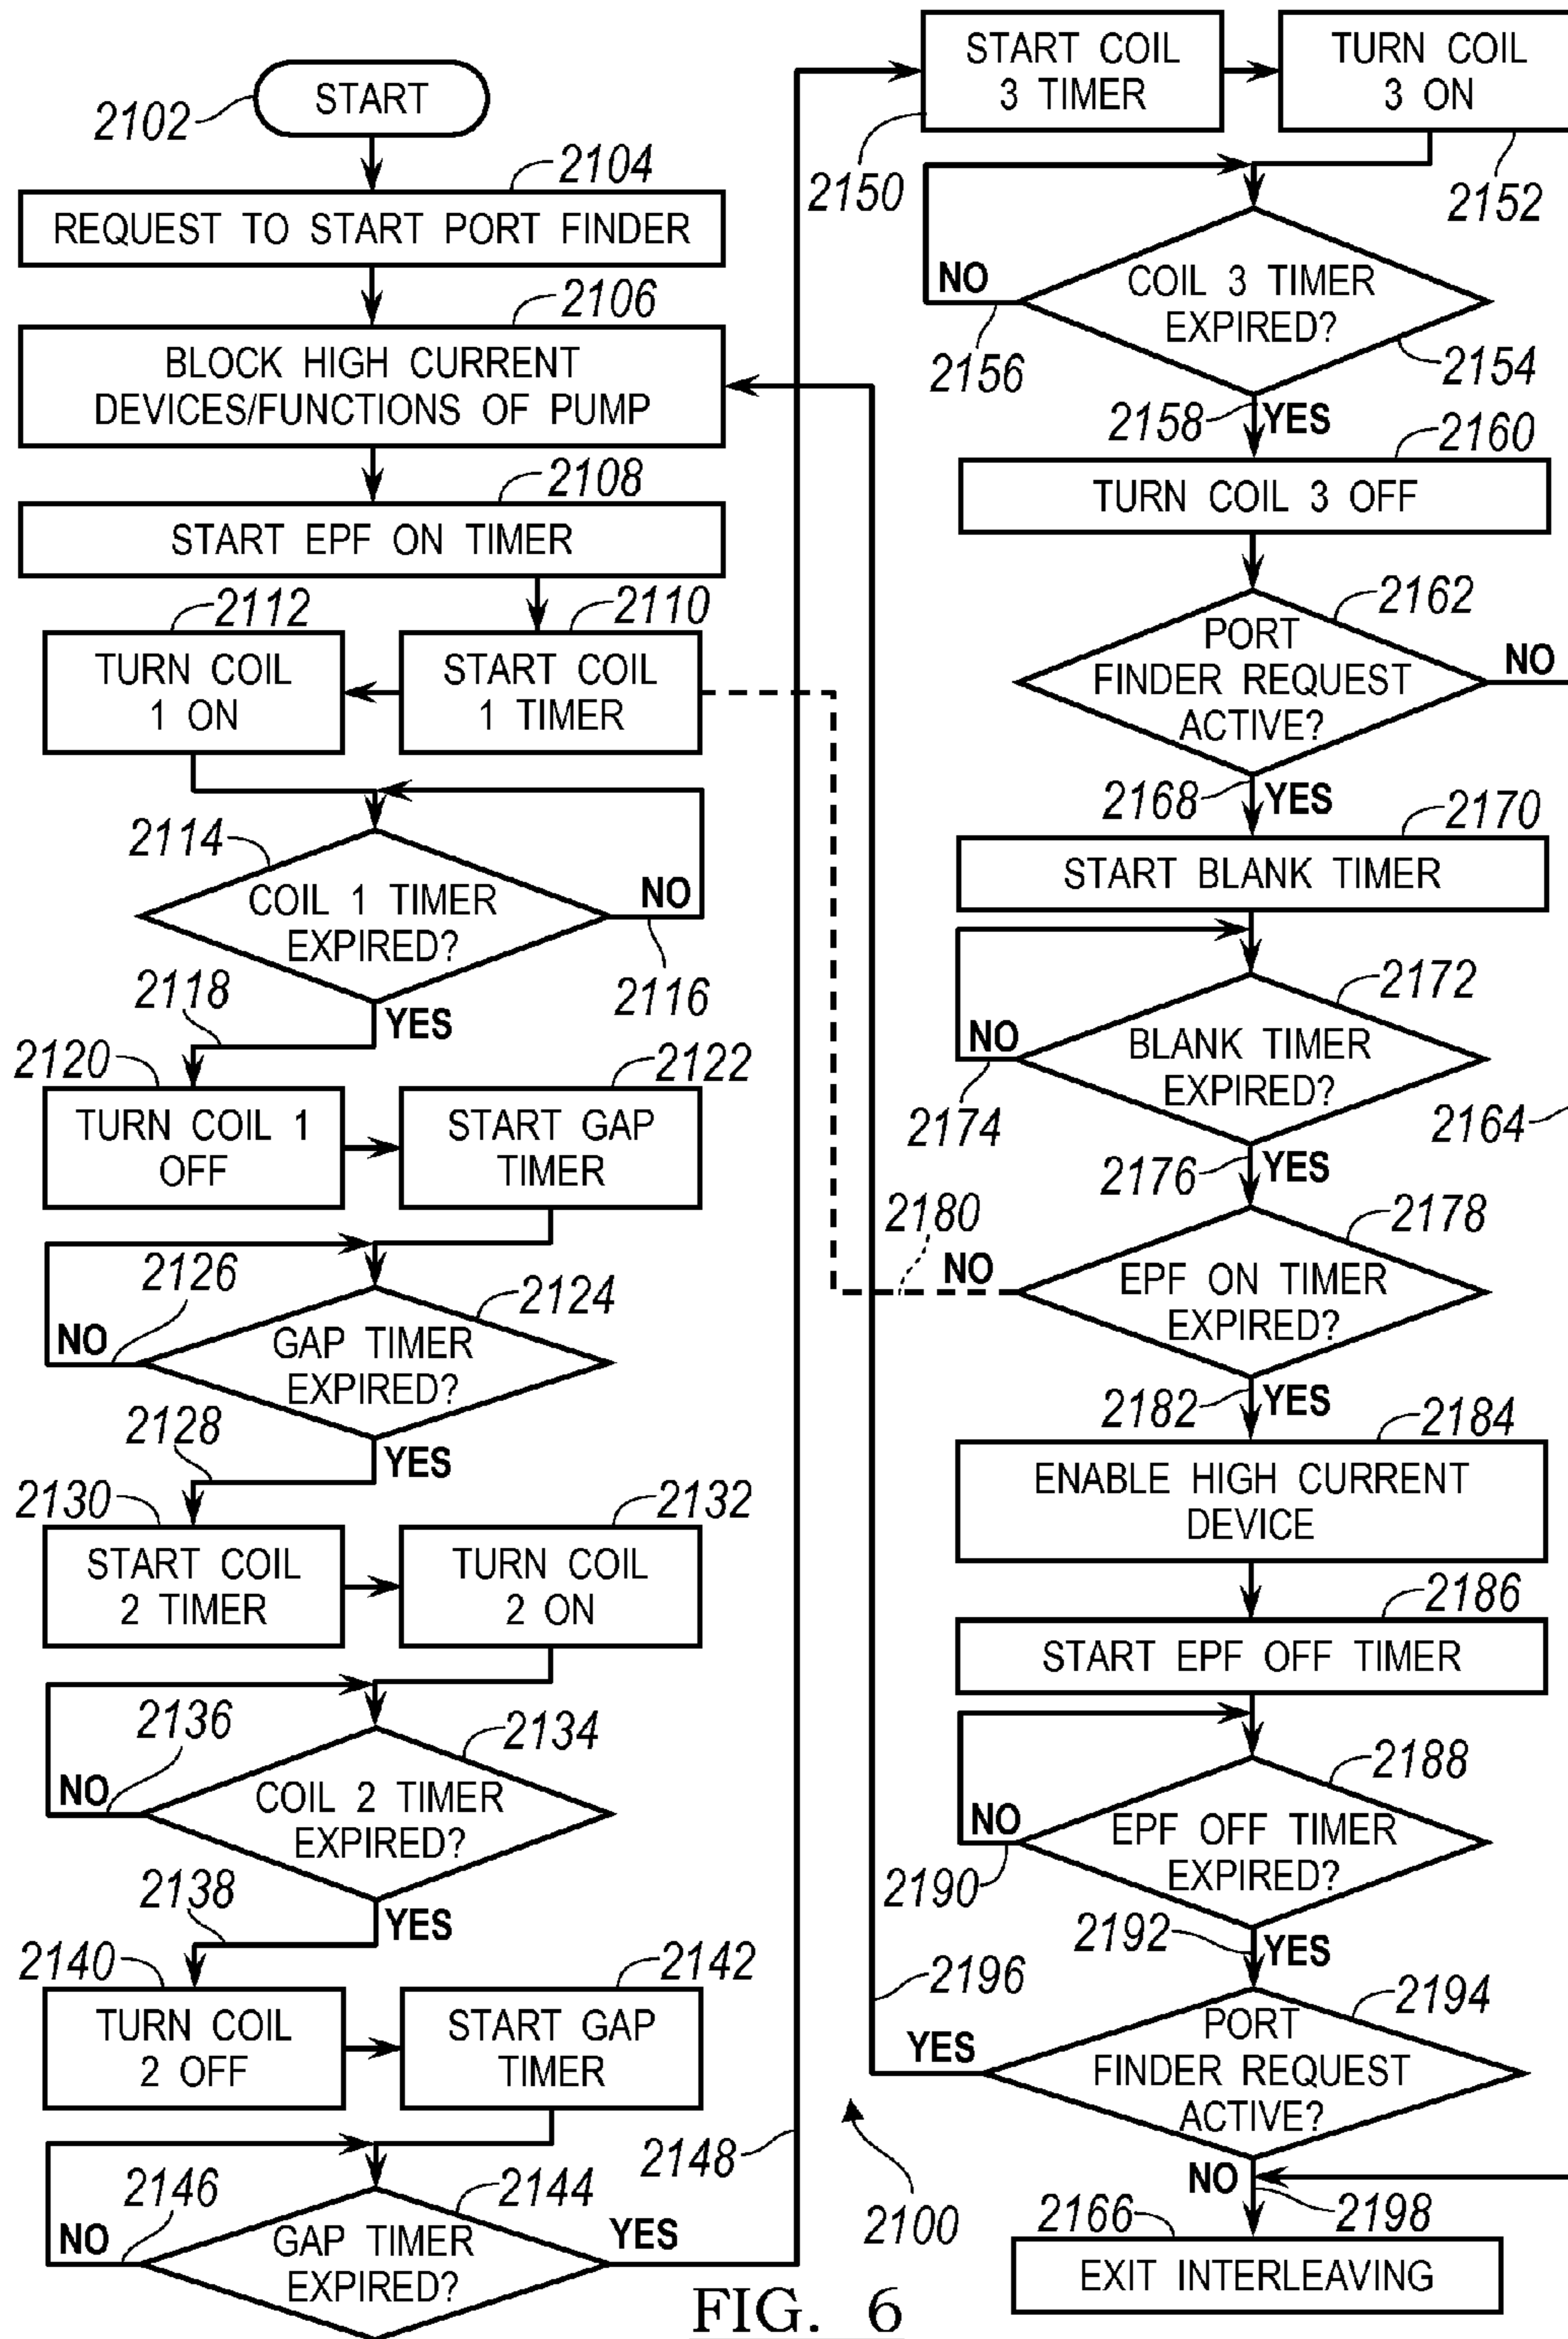 START
2102
2104
REQUEST TO START PORT FINDER
2106
BLOCK HIGH CURRENT
DEVICES/FUNCTIONS OF PUMP
2108
START EPF ON TIMER
2112
2110
TURN COIL
1 ON
START COIL
1 TIMER
2114
COIL 1 TIMER
EXPIRED?
NO
2116
2118
YES
2120
2122
TURN COIL 1
OFF
START GAP
TIMER
2126
2124
NO
GAP TIMER
EXPIRED?
2128
YES
2130
2132
START COIL
2 TIMER
TURN COIL
2 ON
2136
2134
NO
COIL 2 TIMER
EXPIRED?
2138
YES
2140
2142
TURN COIL
2 OFF
START GAP
TIMER
2146
2144
NO
GAP TIMER
EXPIRED?
YES
2148
START COIL
3 TIMER
TURN COIL
3 ON
2150
2152
NO
COIL 3 TIMER
EXPIRED?
2156
2154
2158
YES
2160
TURN COIL 3 OFF
2162
PORT
FINDER REQUEST
ACTIVE?
NO
2168
YES
2170
START BLANK TIMER
2172
NO
BLANK TIMER
EXPIRED?
2174
2164
2176
YES
2180
2178
NO
EPF ON TIMER
EXPIRED?
2182
YES
2184
ENABLE HIGH CURRENT
DEVICE
2186
START EPF OFF TIMER
2188
NO
EPF OFF TIMER
EXPIRED?
2190
2192
YES
2196
2194
YES
PORT
FINDER REQUEST
ACTIVE?
2100
NO
2166
2198
EXIT INTERLEAVING
FIG. 6